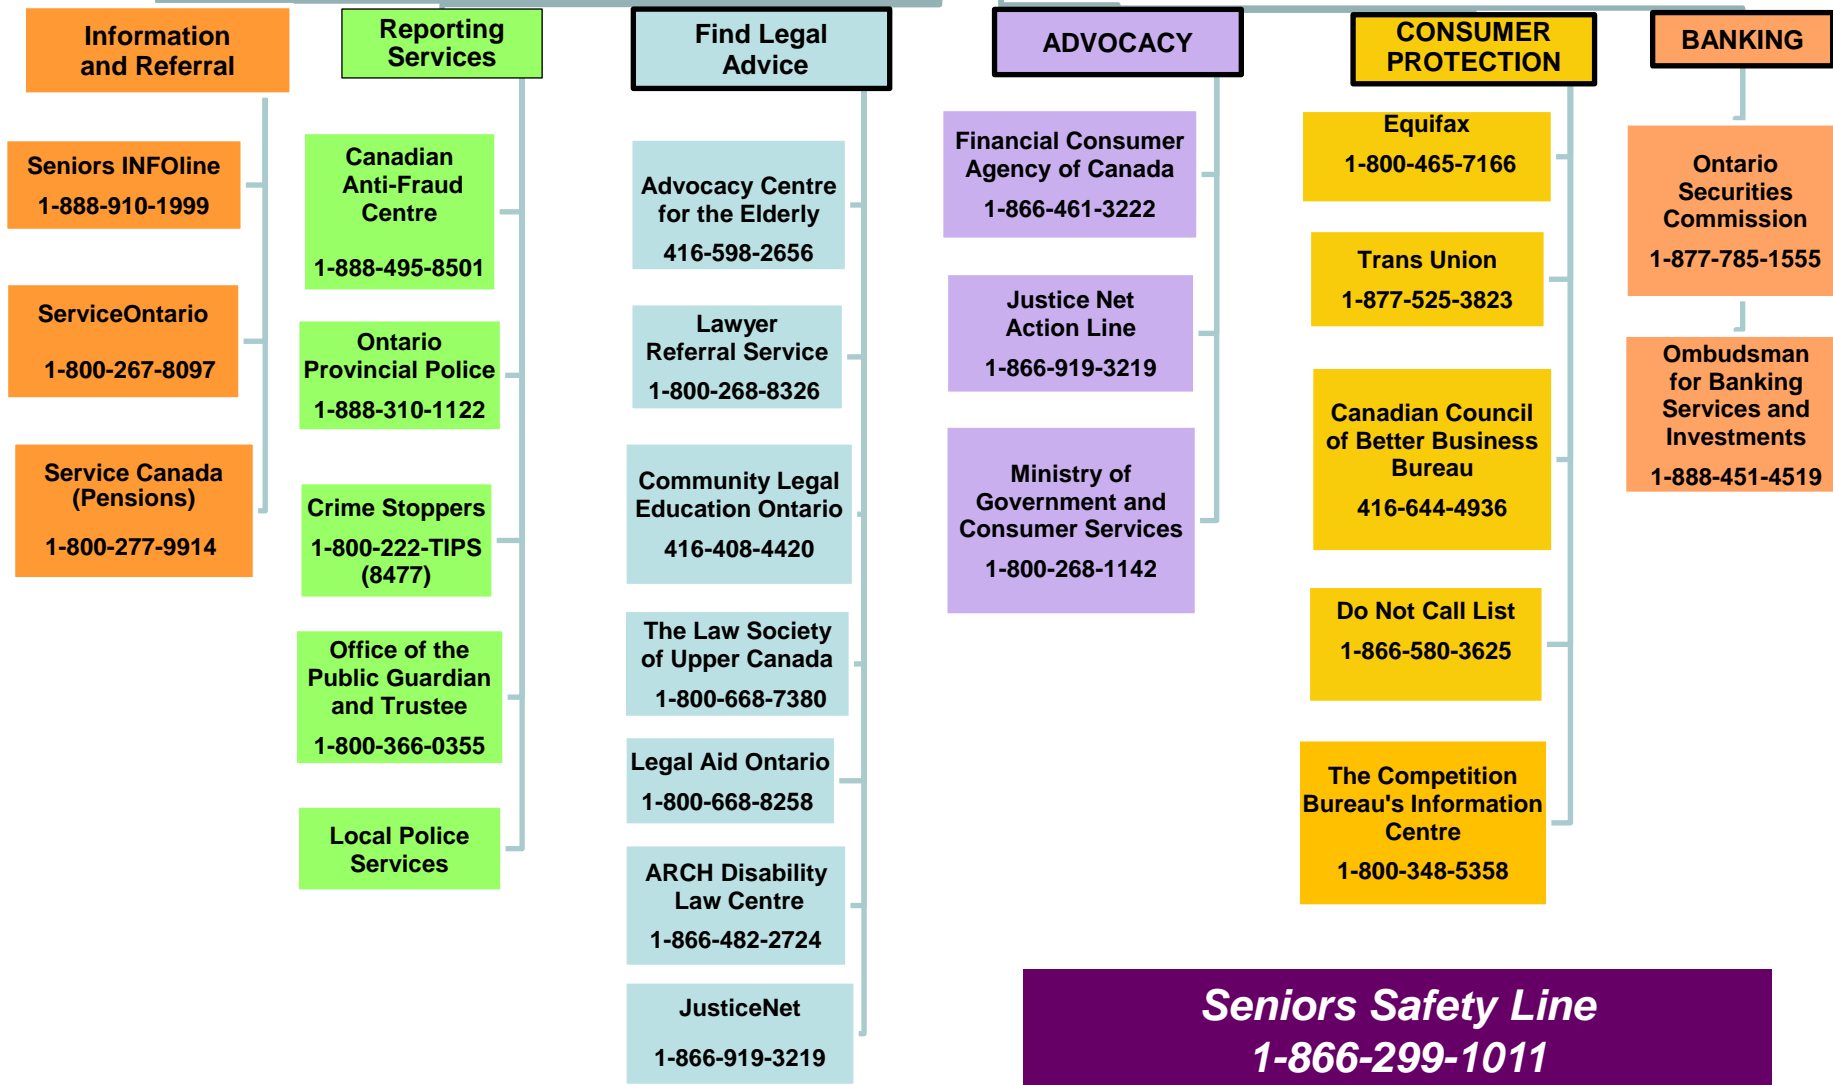 Information
and Referral
Seniors INFOline
1-888-910-1999
ServiceOntario
1-800-267-8097
Service Canada
(Pensions)
1-800-277-9914
Reporting
Services
Canadian
Anti-Fraud
Centre
1-888-495-8501
Ontario
Provincial Police
1-888-310-1122
Crime Stoppers
1-800-222-TIPS
(8477)
Office of the
Public Guardian
and Trustee
1-800-366-0355
Local Police
Services
Find Legal
Advice
Advocacy Centre
for the Elderly
416-598-2656
Lawyer
Referral Service
1-800-268-8326
Community Legal
Education Ontario
416-408-4420
The Law Society
of Upper Canada
1-800-668-7380
Legal Aid Ontario
1-800-668-8258
ARCH Disability
Law Centre
1-866-482-2724
JusticeNet
1-866-919-3219
ADVOCACY
Financial Consumer
Agency of Canada
1-866-461-3222
Justice Net
Action Line
1-866-919-3219
Ministry of
Government and
Consumer Services
1-800-268-1142
CONSUMER
PROTECTION
Equifax
1-800-465-7166
Trans Union
1-877-525-3823
Canadian Council
of Better Business
Bureau
416-644-4936
Do Not Call List
1-866-580-3625
The Competition
Bureau's Information
Centre
1-800-348-5358
BANKING
Ontario
Securities
Commission
1-877-785-1555
Ombudsman
for Banking
Services and
Investments
1-888-451-4519
Seniors Safety Line
1-866-299-1011